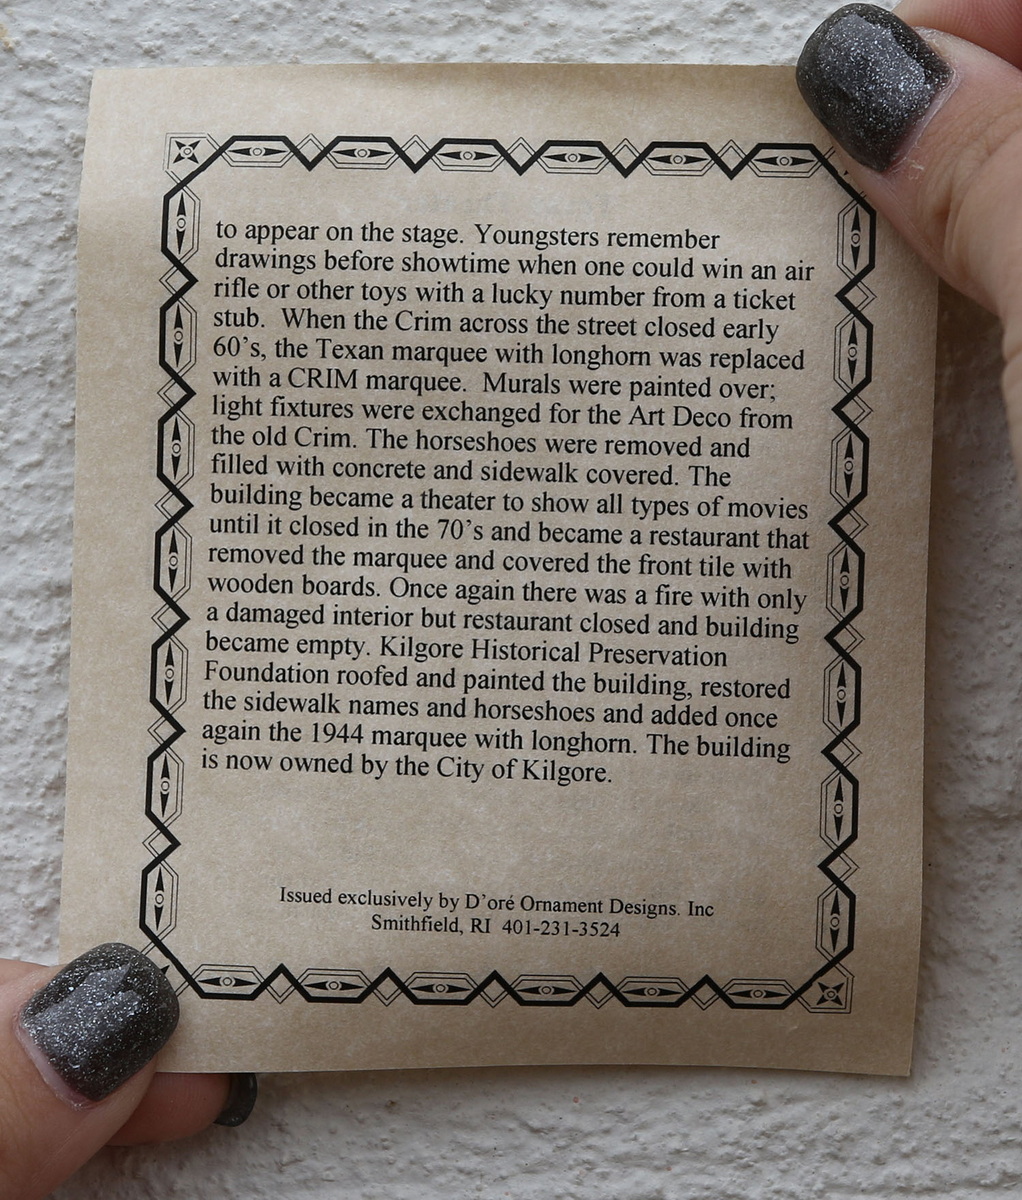 to appear on the stage. Youngsters remember
drawings before showtime when one could win an air
rifle or other toys with a lucky number from a ticket
stub.  When the Crim across the street closed early
60's, the Texan marquee with longhorn was replaced
with a CRIM marquee.  Murals were painted over;
light fixtures were exchanged for the Art Deco from
the old Crim. The horseshoes were removed and
filled with concrete and sidewalk covered. The
building became a theater to show all types of movies
until it closed in the 70's and became a restaurant that
removed the marquee and covered the front tile with
wooden boards. Once again there was a fire with only
a damaged interior but restaurant closed and building
became empty. Kilgore Historical Preservation
Foundation roofed and painted the building, restored
the sidewalk names and horseshoes and added once
again the 1944 marquee with longhorn. The building
is now owned by the City of Kilgore.
Issued exclusively by D'oré Ornament Designs. Inc
Smithfield, RI  401-231-3524